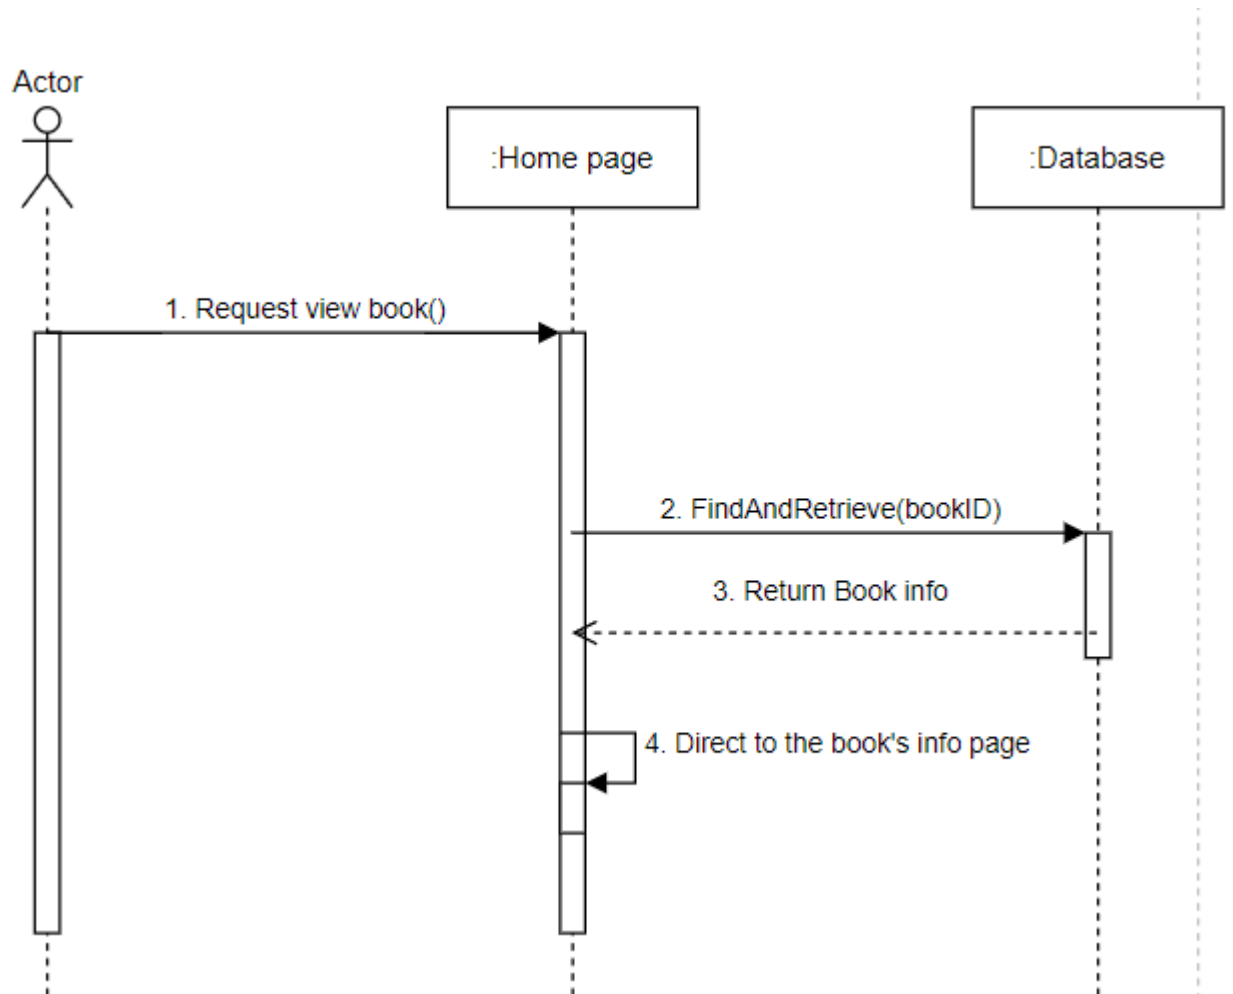 Actor
:Home page
:Database
1. Request view book()
2. FindAndRetrieve(bookID)
3. Return Book info
4. Direct to the book's info page